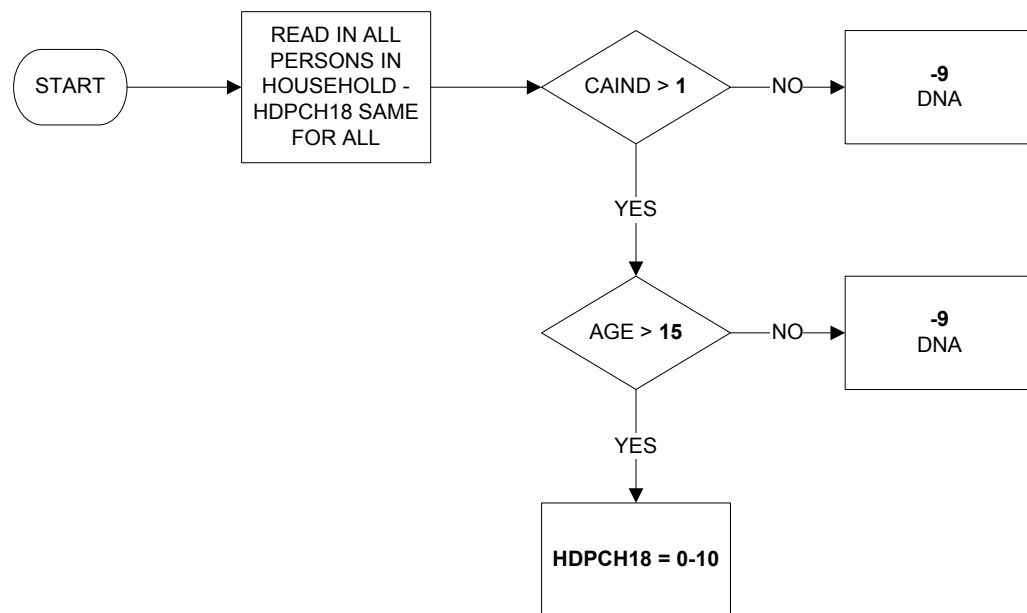 START
READ IN ALL
PERSONS IN
HOUSEHOLD -
HDPCH18 SAME
FOR ALL
CAIND > 1
NO
-9
DNA
YES
AGE > 15
NO
-9
DNA
YES
HDPCH18 = 0-10